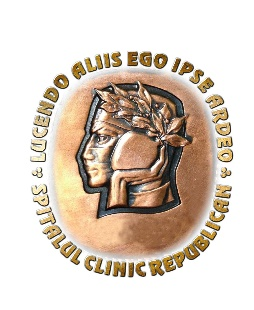 LUCENDO ALIIS EGO IPSE ARDEO
SPITALUL CLINIC REPUBLICAN